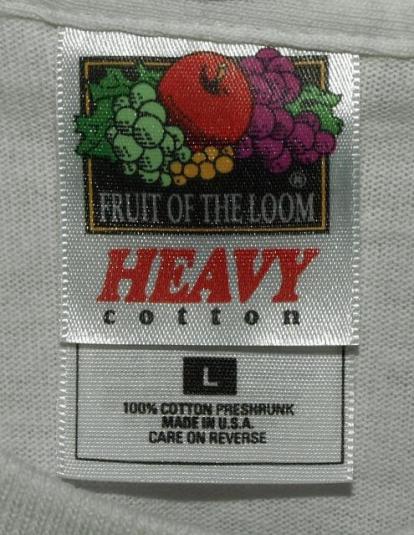 ®
FRUIT OF THE LOOM
HEAVY
cotton
L
100% COTTON PRESHRUNK
MADE IN U.S.A.
CARE ON REVERSE